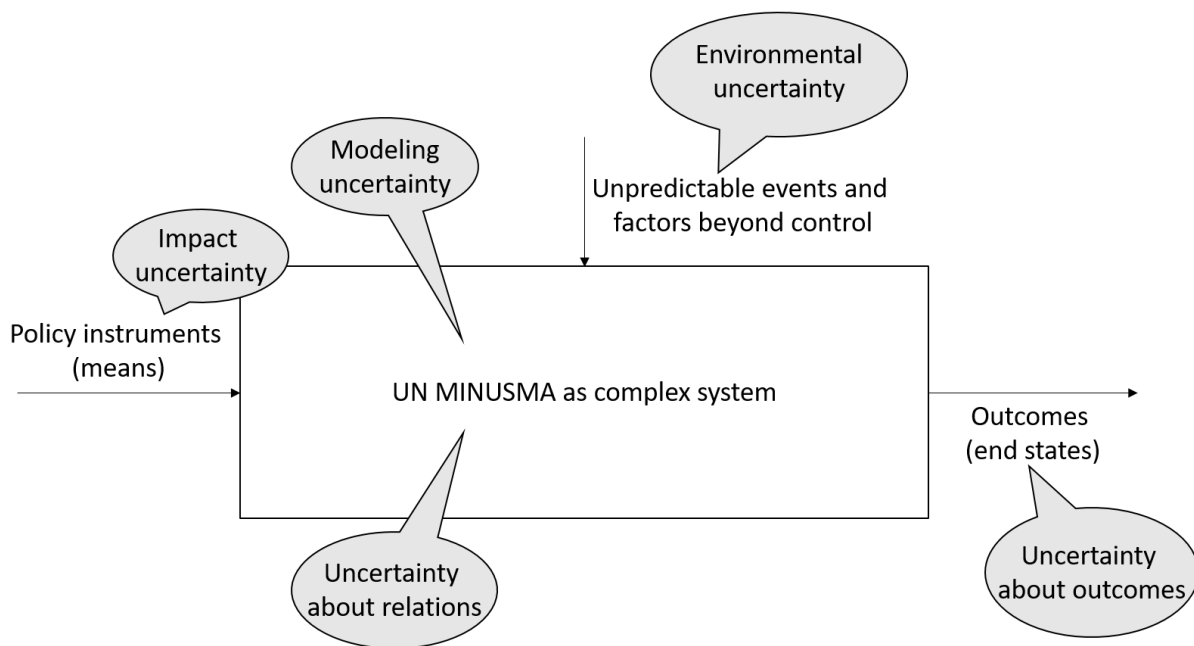 Environmental
uncertainty
Modeling
uncertainty
Unpredictable events and
factors beyond control
Impact
uncertainty
Policy instruments
(means)
UN MINUSMA as complex system
Outcomes
(end states)
Uncertainty
about relations
Uncertainty
about outcomes